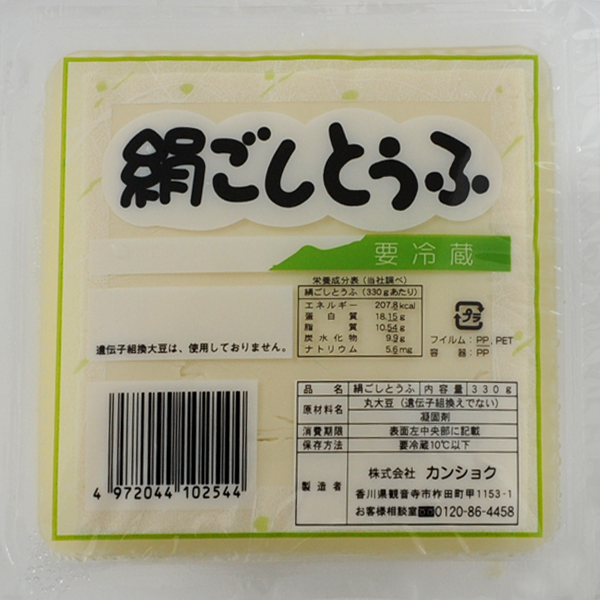 絹ごしとうふ
要冷蔵
栄養成分表(当社調べ)
絹ごしとうふ(330gあたり)
エネルギー 207.8kcal
蛋白質 18.15g
脂質 10.54g
炭水化物 9.9g
ナトリウム 5.6mg
プラ
フイルム:PP,PET
容器:PP
遺伝子組換大豆は、使用しておりません。
品名 絹ごしとうふ 内容量 330g
原材料名 丸大豆(遺伝子組換えでない)
凝固剤
消費期限 表面左中央部に記載
保存方法 要冷蔵10℃以下
製造者 株式会社 カンショク
香川県観音寺市柞田町甲1153-1
お客様相談室 0120-86-4458
4 972044 102544